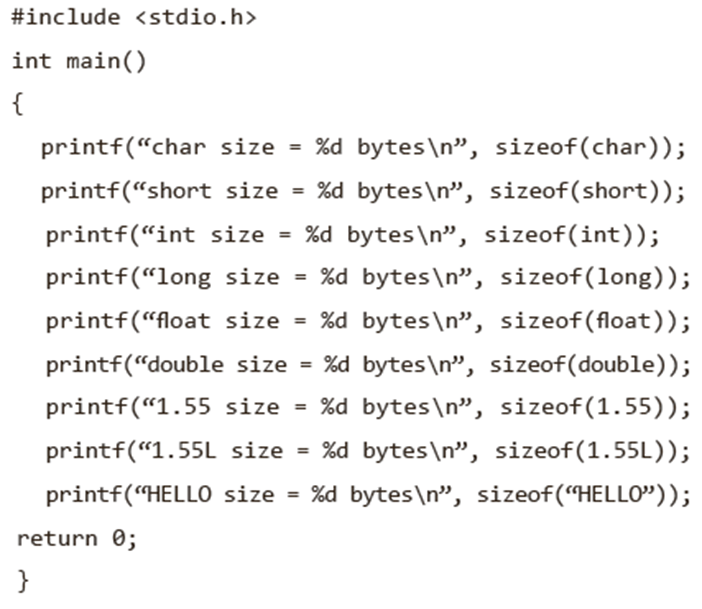 #include <stdio.h>
int main()
{
printf(“char size = %d bytes\n”, sizeof(char));
printf(“short size = %d bytes\n”, sizeof(short));
printf(“int size = %d bytes\n”, sizeof(int));
printf(“long size = %d bytes\n”, sizeof(long));
printf(“float size = %d bytes\n”, sizeof(float));
printf(“double size = %d bytes\n”, sizeof(double));
printf(“1.55 size = %d bytes\n”, sizeof(1.55));
printf(“1.55L size = %d bytes\n”, sizeof(1.55L));
printf(“HELLO size = %d bytes\n”, sizeof(“HELLO”));
return 0;
}